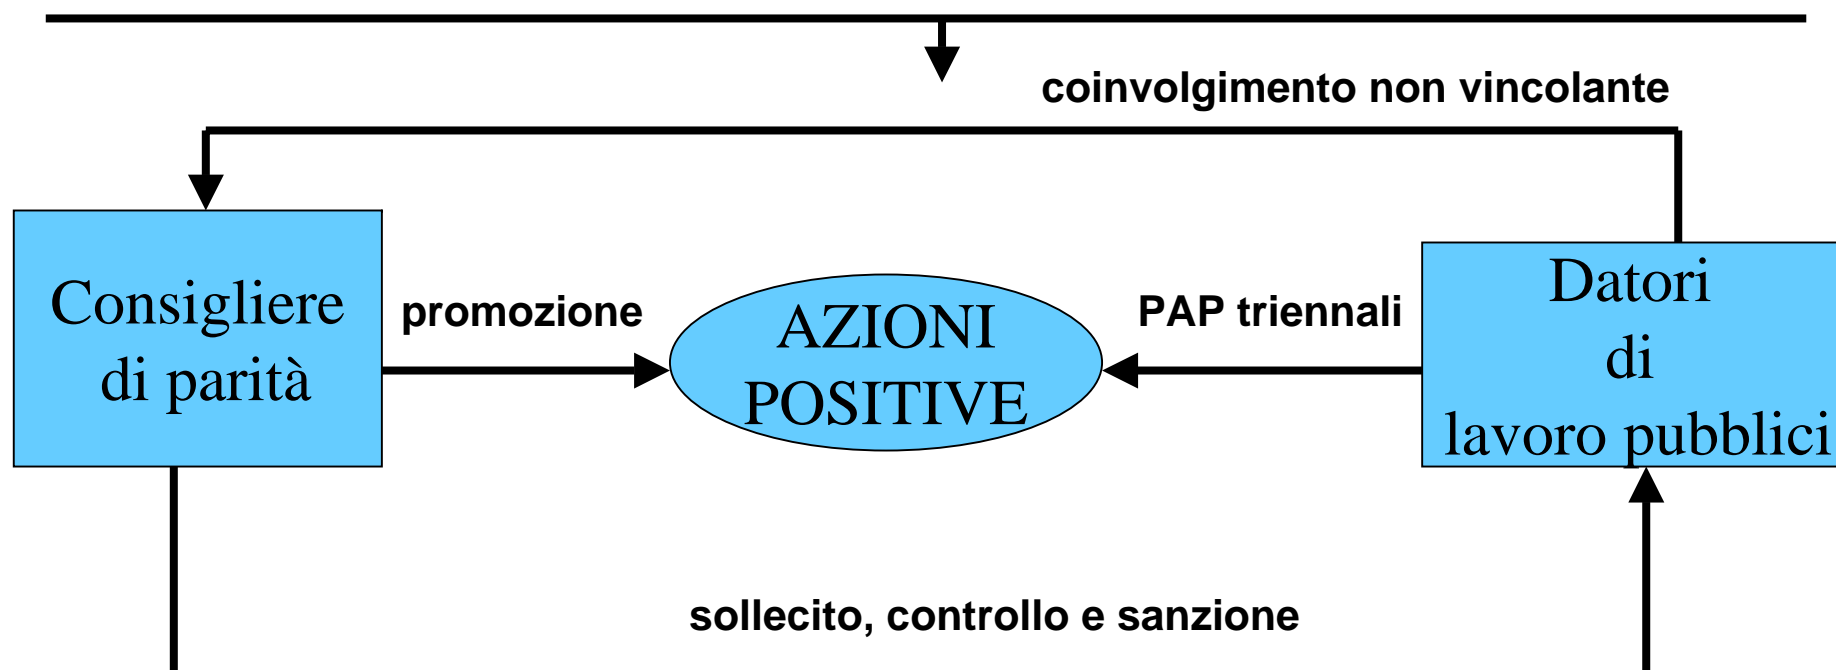 coinvolgimento non vincolante
Consigliere
di parità
promozione
AZIONI
POSITIVE
PAP triennali
Datori
di
lavoro pubblici
sollecito, controllo e sanzione